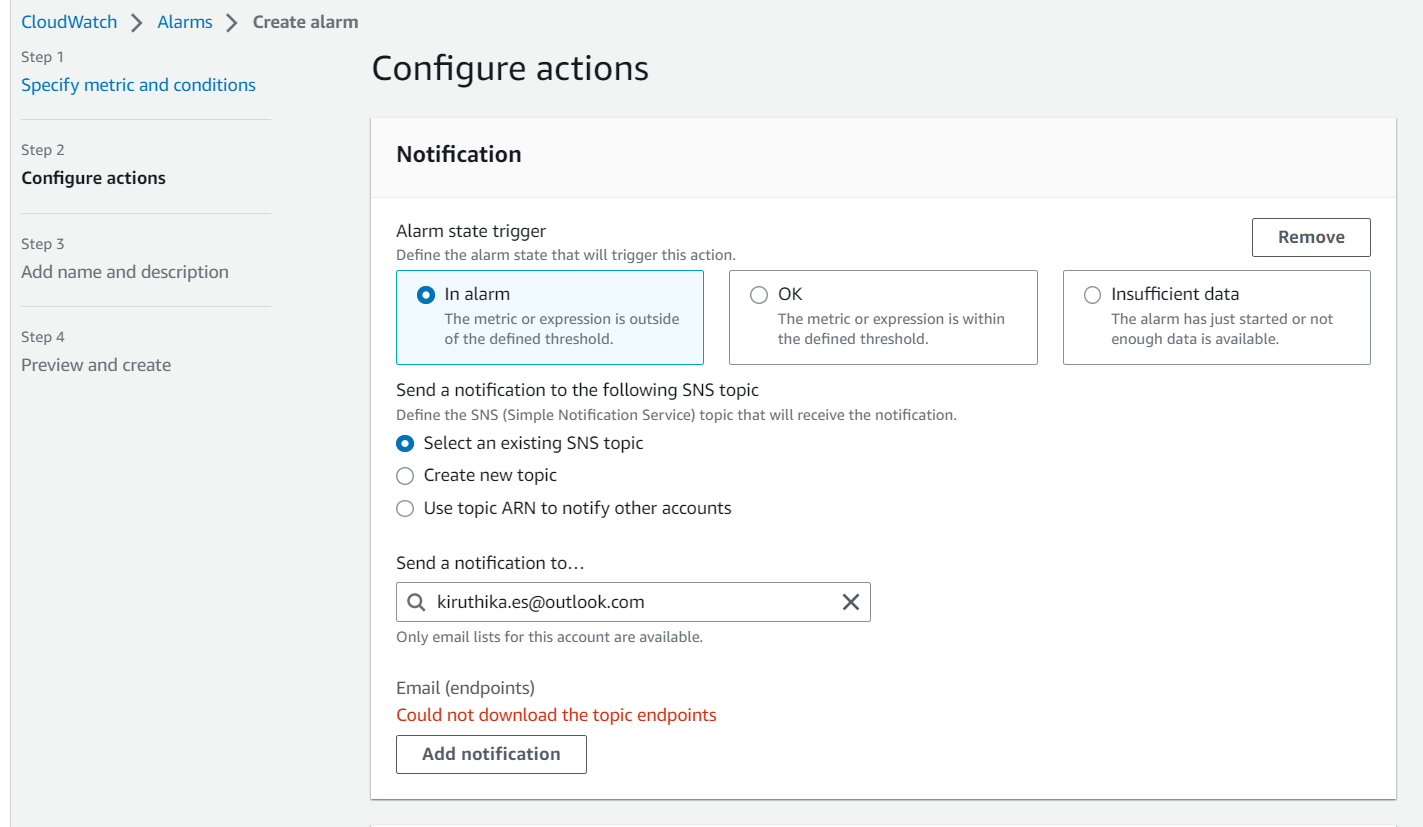 CloudWatch > Alarms > Create alarm
Step 1
Specify metric and conditions
Step 2
Configure actions
Step 3
Add name and description
Step 4
Preview and create
Configure actions
Notification
Alarm state trigger
Define the alarm state that will trigger this action.
Remove
In alarm
The metric or expression is outside
of the defined threshold.
OK
The metric or expression is within
the defined threshold.
Insufficient data
The alarm has just started or not
enough data is available.
Send a notification to the following SNS topic
Define the SNS (Simple Notification Service) topic that will receive the notification.
Select an existing SNS topic
Create new topic
Use topic ARN to notify other accounts
Send a notification to…
kiruthika.es@outlook.com
Only email lists for this account are available.
Email (endpoints)
Could not download the topic endpoints
Add notification